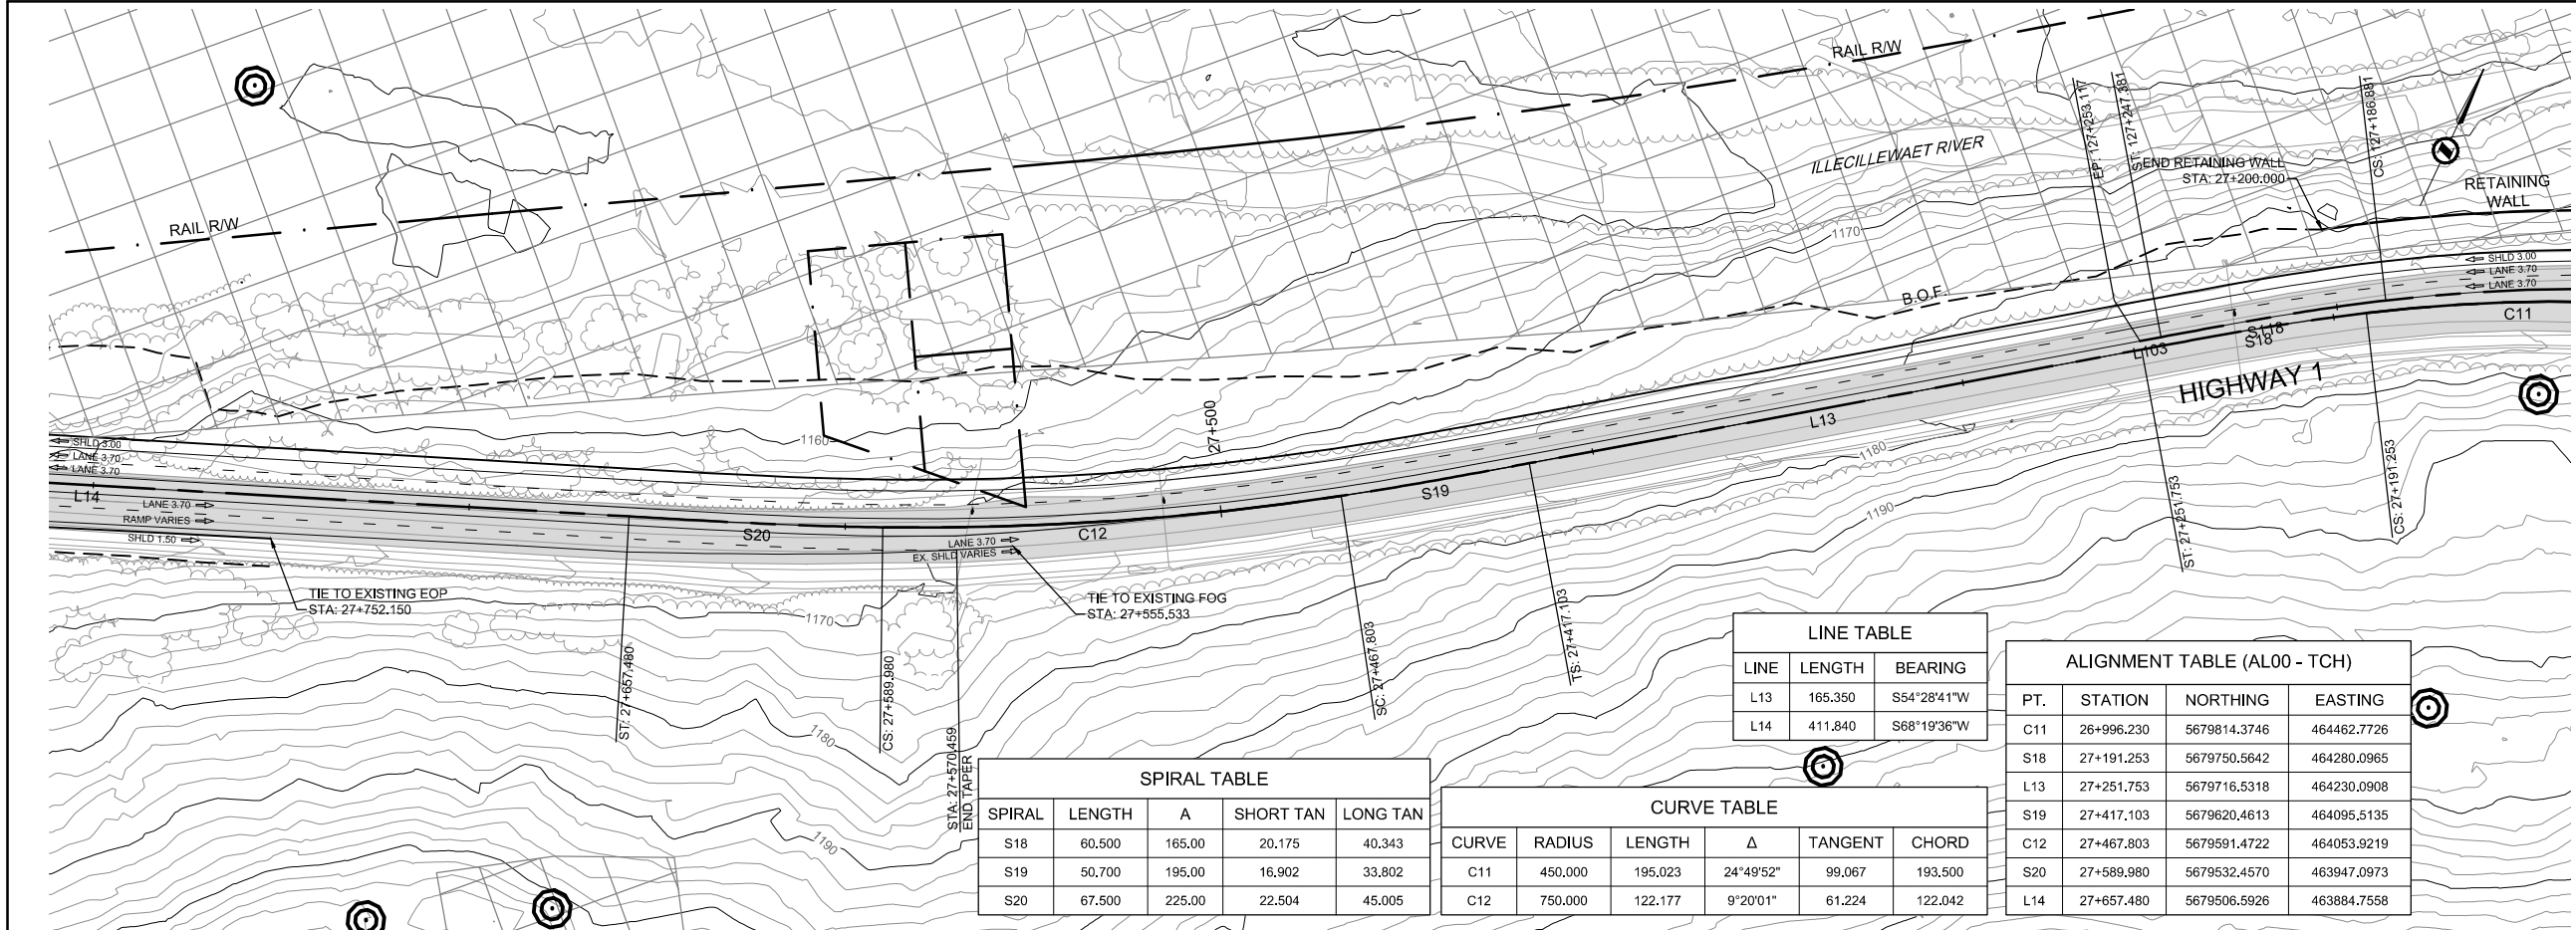 RAIL R/W
RAIL R/W
ILLECILLEWAET RIVER
EP: 127+253.117
ST: 127+247.381
CS: 127+186.881
END RETAINING WALL
STA: 27+200.000
RETAINING
WALL
1170
B.O.F.
SHLD 3.00
LANE 3.70
LANE 3.70
C11
S118
S18
L103
HIGHWAY 1
L13
27+500
1160
SHLD 3.00
LANE 3.70
LANE 3.70
L14
LANE 3.70
RAMP VARIES
SHLD 1.50
S20
LANE 3.70
EX. SHLD VARIES
C12
S19
1180
1190
TIE TO EXISTING EOP
STA: 27+752.150
TIE TO EXISTING FOG
STA: 27+555.533
1170
ST: 27+657.480
CS: 27+589.980
STA: 27+570.459
END TAPER
SC: 27+467.803
TS: 27+417.103
ST: 27+251.753
CS: 27+191.253
1180
1190
LINE TABLE
LINE LENGTH BEARING
L13 165.350 S54°28'41"W
L14 411.840 S68°19'36"W
ALIGNMENT TABLE (AL00 - TCH)
PT. STATION NORTHING EASTING
C11 26+996.230 5679814.3746 464462.7726
S18 27+191.253 5679750.5642 464280.0965
L13 27+251.753 5679716.5318 464230.0908
S19 27+417.103 5679620.4613 464095.5135
C12 27+467.803 5679591.4722 464053.9219
S20 27+589.980 5679532.4570 463947.0973
L14 27+657.480 5679506.5926 463884.7558
SPIRAL TABLE
SPIRAL LENGTH A SHORT TAN LONG TAN
S18 60.500 165.00 20.175 40.343
S19 50.700 195.00 16.902 33.802
S20 67.500 225.00 22.504 45.005
CURVE TABLE
CURVE RADIUS LENGTH Δ TANGENT CHORD
C11 450.000 195.023 24°49'52" 99.067 193.500
C12 750.000 122.177 9°20'01" 61.224 122.042